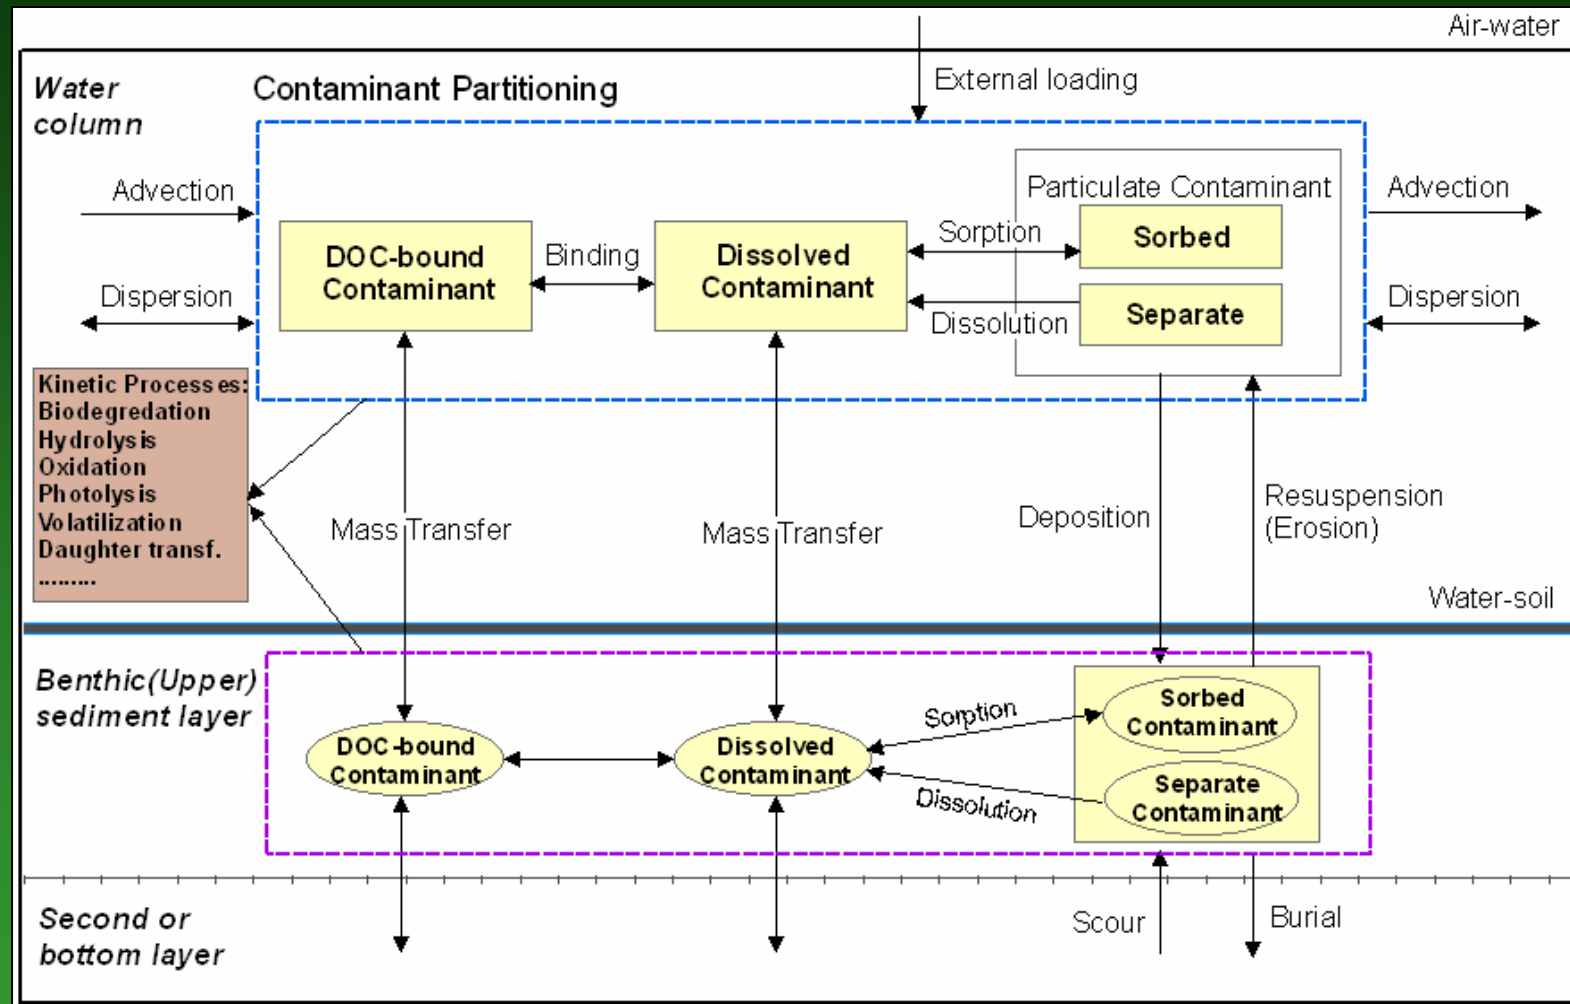 Air-water
Water
column
Contaminant Partitioning
External loading
Advection
Particulate Contaminant
Advection
DOC-bound
Contaminant
Binding
Dissolved
Contaminant
Sorption
Sorbed
Dispersion
Dissolution
Separate
Dispersion
Kinetic Processes:
Biodegredation
Hydrolysis
Oxidation
Photolysis
Volatilization
Daughter transf.
.........
Mass Transfer
Mass Transfer
Deposition
Resuspension
(Erosion)
Water-soil
Benthic(Upper)
sediment layer
DOC-bound
Contaminant
Dissolved
Contaminant
Sorption
Sorbed
Contaminant
Dissolution
Separate
Contaminant
Second or
bottom layer
Scour
Burial